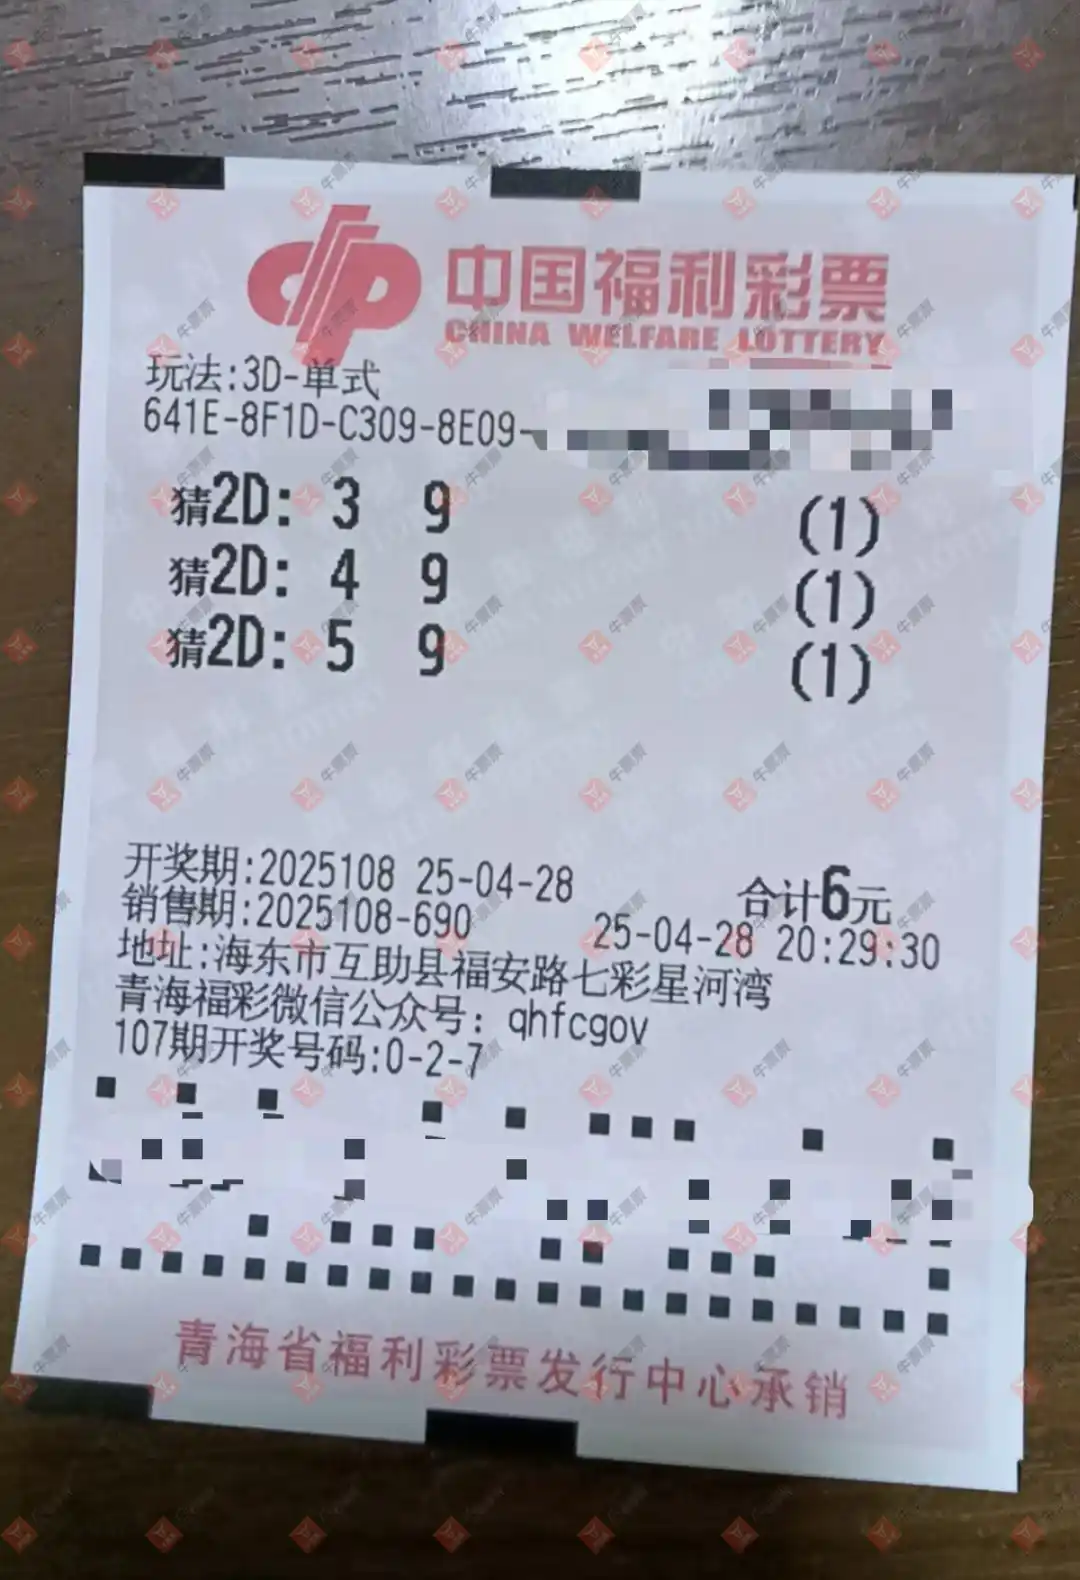 中国福利彩票
CHINA WELFARE LOTTERY
玩法:3D-单式
641E-8F1D-C309-8E09-
猜2D: 3 9 (1)
猜2D: 4 9 (1)
猜2D: 5 9 (1)
开奖期:2025108 25-04-28 合计6元
销售期:2025108-690 25-04-28 20:29:30
地址:海东市互助县福安路七彩星河湾
青海福彩微信公众号: qhfcgov
107期开奖号码:0-2-7
青海省福利彩票发行中心承销
牛票票